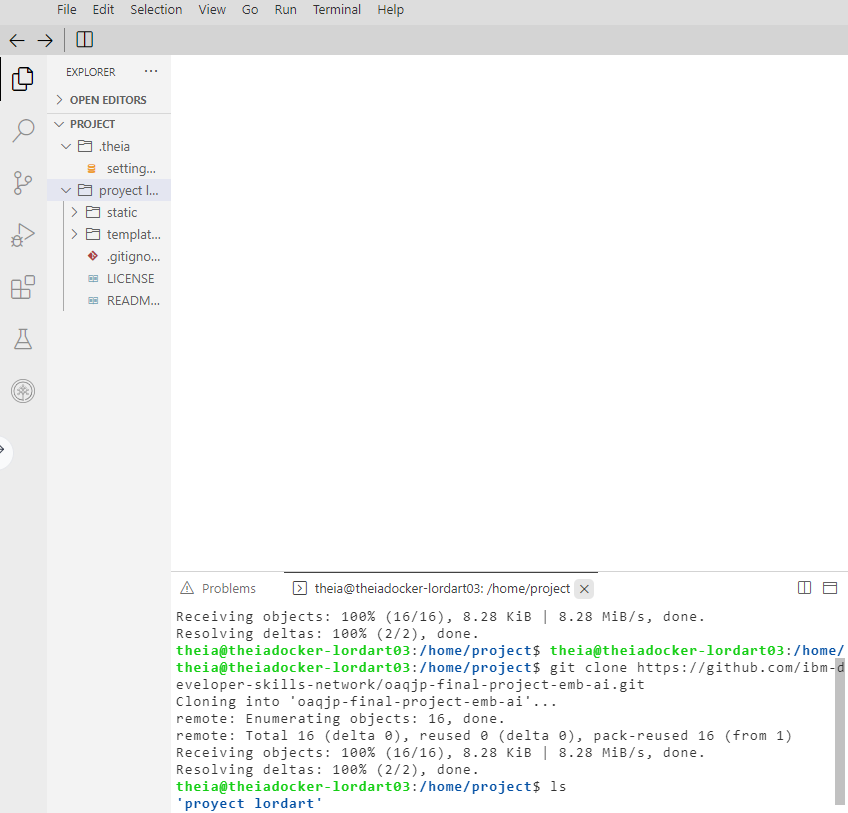 File Edit Selection View Go Run Terminal Help
EXPLORER ...
OPEN EDITORS
PROJECT
.theia
setting...
proyect l...
static
templat...
.gitigno...
LICENSE
READM...
Problems theia@theiadocker-lordart03: /home/project
Receiving objects: 100% (16/16), 8.28 KiB | 8.28 MiB/s, done.
Resolving deltas: 100% (2/2), done.
theia@theiadocker-lordart03:/home/project$ theia@theiadocker-lordart03:/home/
theia@theiadocker-lordart03:/home/project$ git clone https://github.com/ibm-d
eveloper-skills-network/oaqjp-final-project-emb-ai.git
Cloning into 'oaqjp-final-project-emb-ai'...
remote: Enumerating objects: 16, done.
remote: Total 16 (delta 0), reused 0 (delta 0), pack-reused 16 (from 1)
Receiving objects: 100% (16/16), 8.28 KiB | 8.28 MiB/s, done.
Resolving deltas: 100% (2/2), done.
theia@theiadocker-lordart03:/home/project$ ls
'proyect lordart'